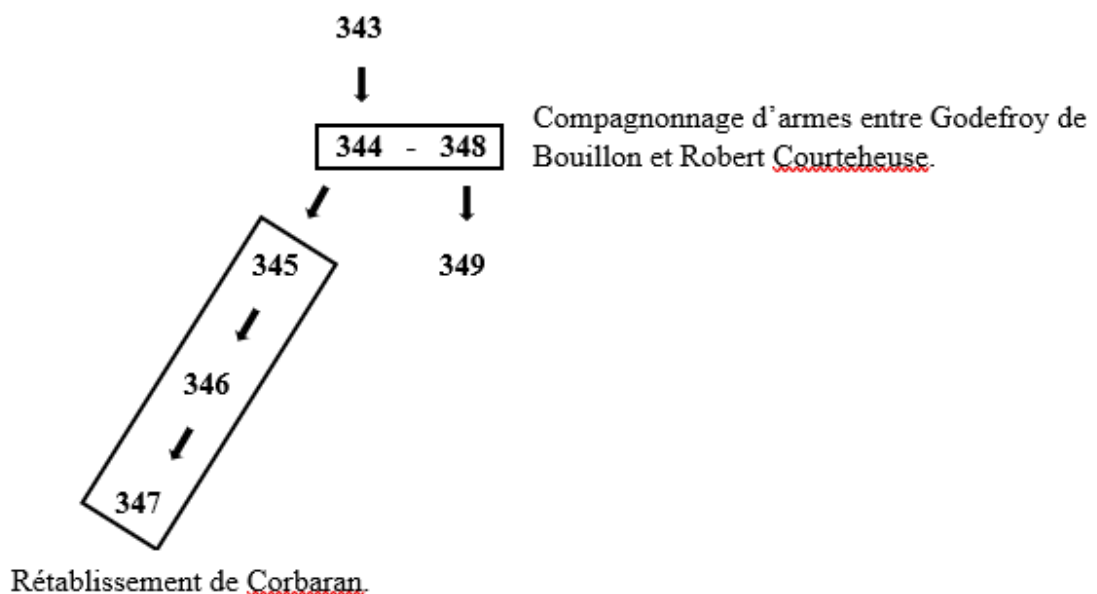 343
344 - 348
Compagnonnage d'armes entre Godefroy de
Bouillon et Robert Courteheuse.
345
349
346
347
Rétablissement de Corbaran.